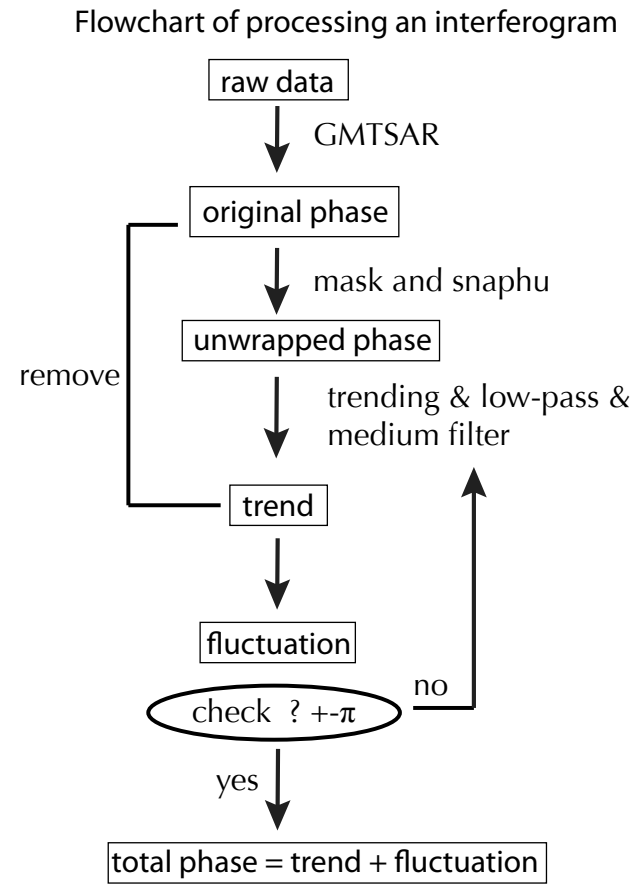 Flowchart of processing an interferogram
raw data
GMTSAR
original phase
mask and snaphu
unwrapped phase
remove
trending & low-pass &
medium filter
trend
fluctuation
no
check ? +-π
yes
total phase = trend + fluctuation